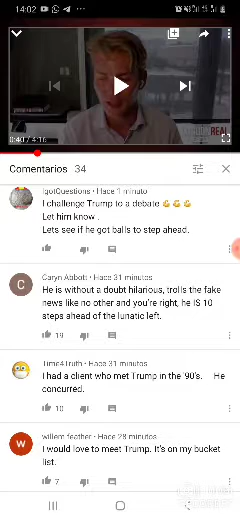 14:02
0:40 / 4:16
Comentarios 34
IgotQuestions • Hace 1 minuto
I challenge Trump to a debate 💪💪💪
Let him know .
Lets see if he got balls to step ahead.
C
Caryn Abbott • Hace 31 minutos
He is without a doubt hilarious, trolls the fake
news like no other and you're right, he IS 10
steps ahead of the lunatic left.
19
Time4Truth • Hace 31 minutos
I had a client who met Trump in the '90's. He
concurred.
10
w
willem feather • Hace 28 minutos
I would love to meet Trump. It's on my bucket
list.
7